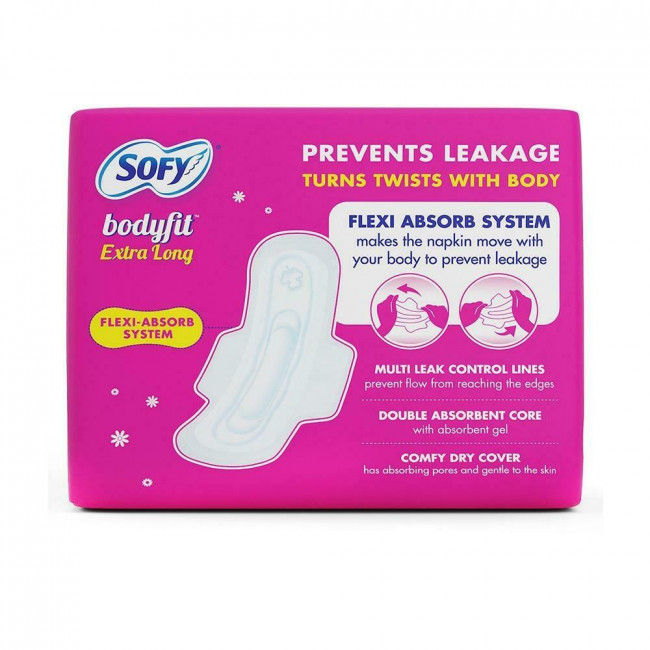 SOFY
bodyfit™
Extra Long
FLEXI-ABSORB
SYSTEM
PREVENTS LEAKAGE
TURNS TWISTS WITH BODY
FLEXI ABSORB SYSTEM
makes the napkin move with
your body to prevent leakage
MULTI LEAK CONTROL LINES
prevent flow from reaching the edges
DOUBLE ABSORBENT CORE
with absorbent gel
COMFY DRY COVER
has absorbing pores and gentle to the skin